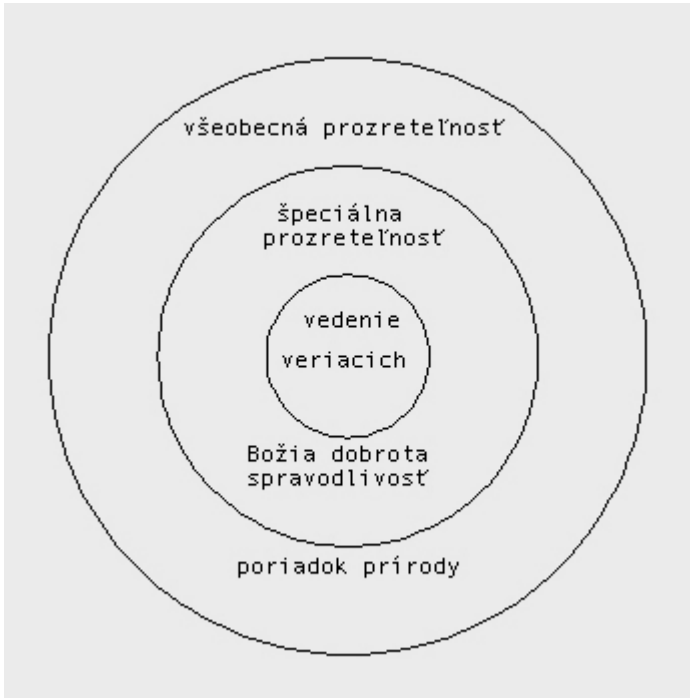 všeobecná prozreteľnosť
špeciálna
prozreteľnosť
vedenie
veriacich
Božia dobrota
spravodlivosť
poriadok prírody